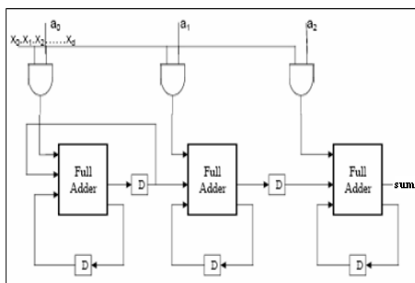 a0 a1 a2
X0,X1,X2.......Xd
Full Adder D Full Adder D Full Adder sum
D D D